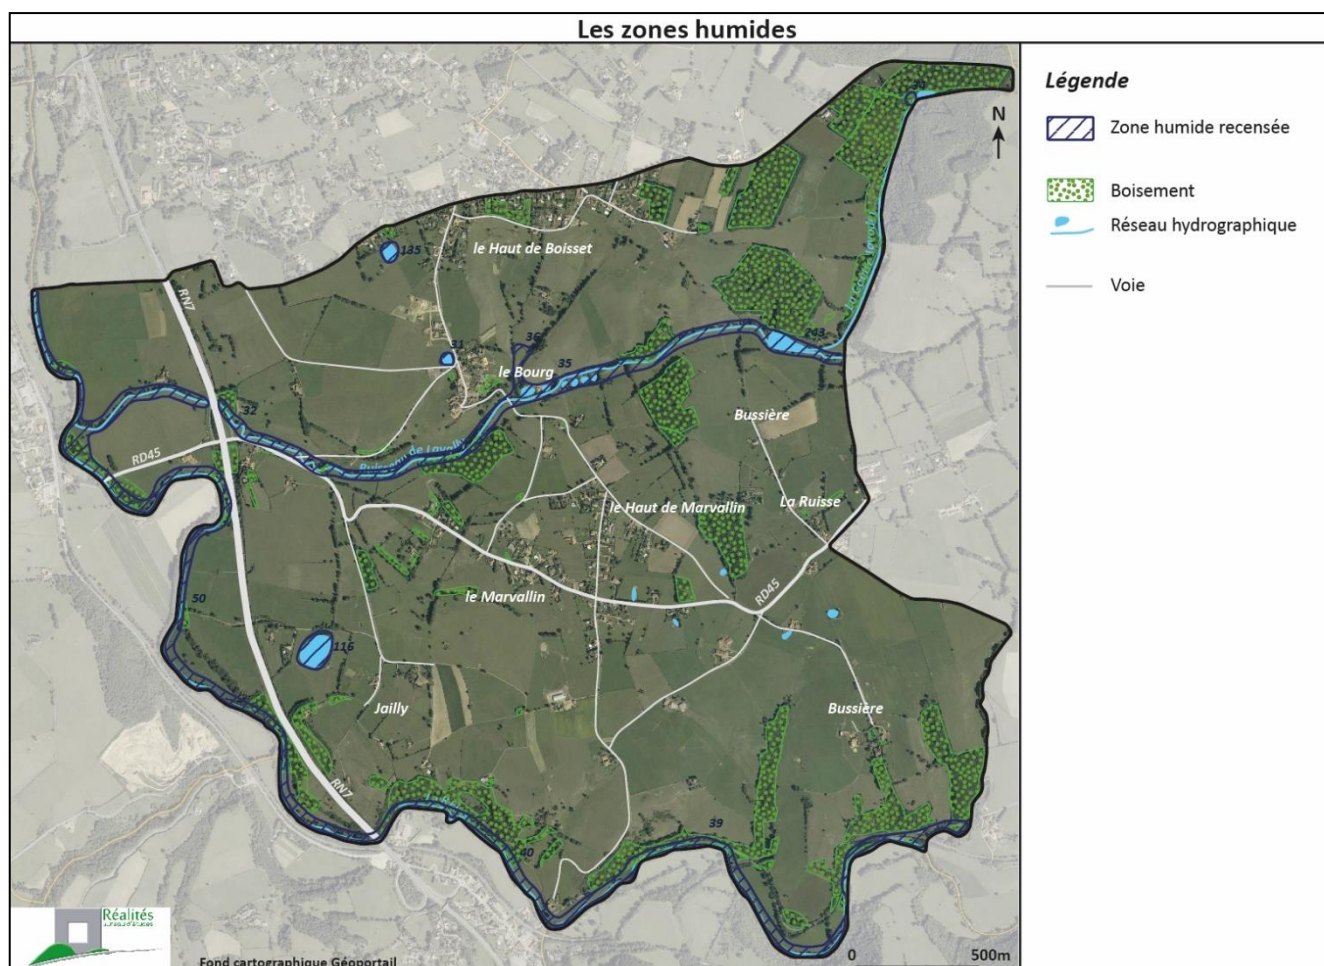 Les zones humides
Légende
Zone humide recensée
Boisement
Réseau hydrographique
Voie
N
135
le Haut de Boisset
RN7
243
31
36
35
le Bourg
32
Bussière
RD45
Ruisseau de
le Haut de Marvallin
La Ruisse
50
le Marvallin
RD45
116
Jailly
Bussière
RN7
39
40
0
500m
Réalités
Fond cartographique Géoportail